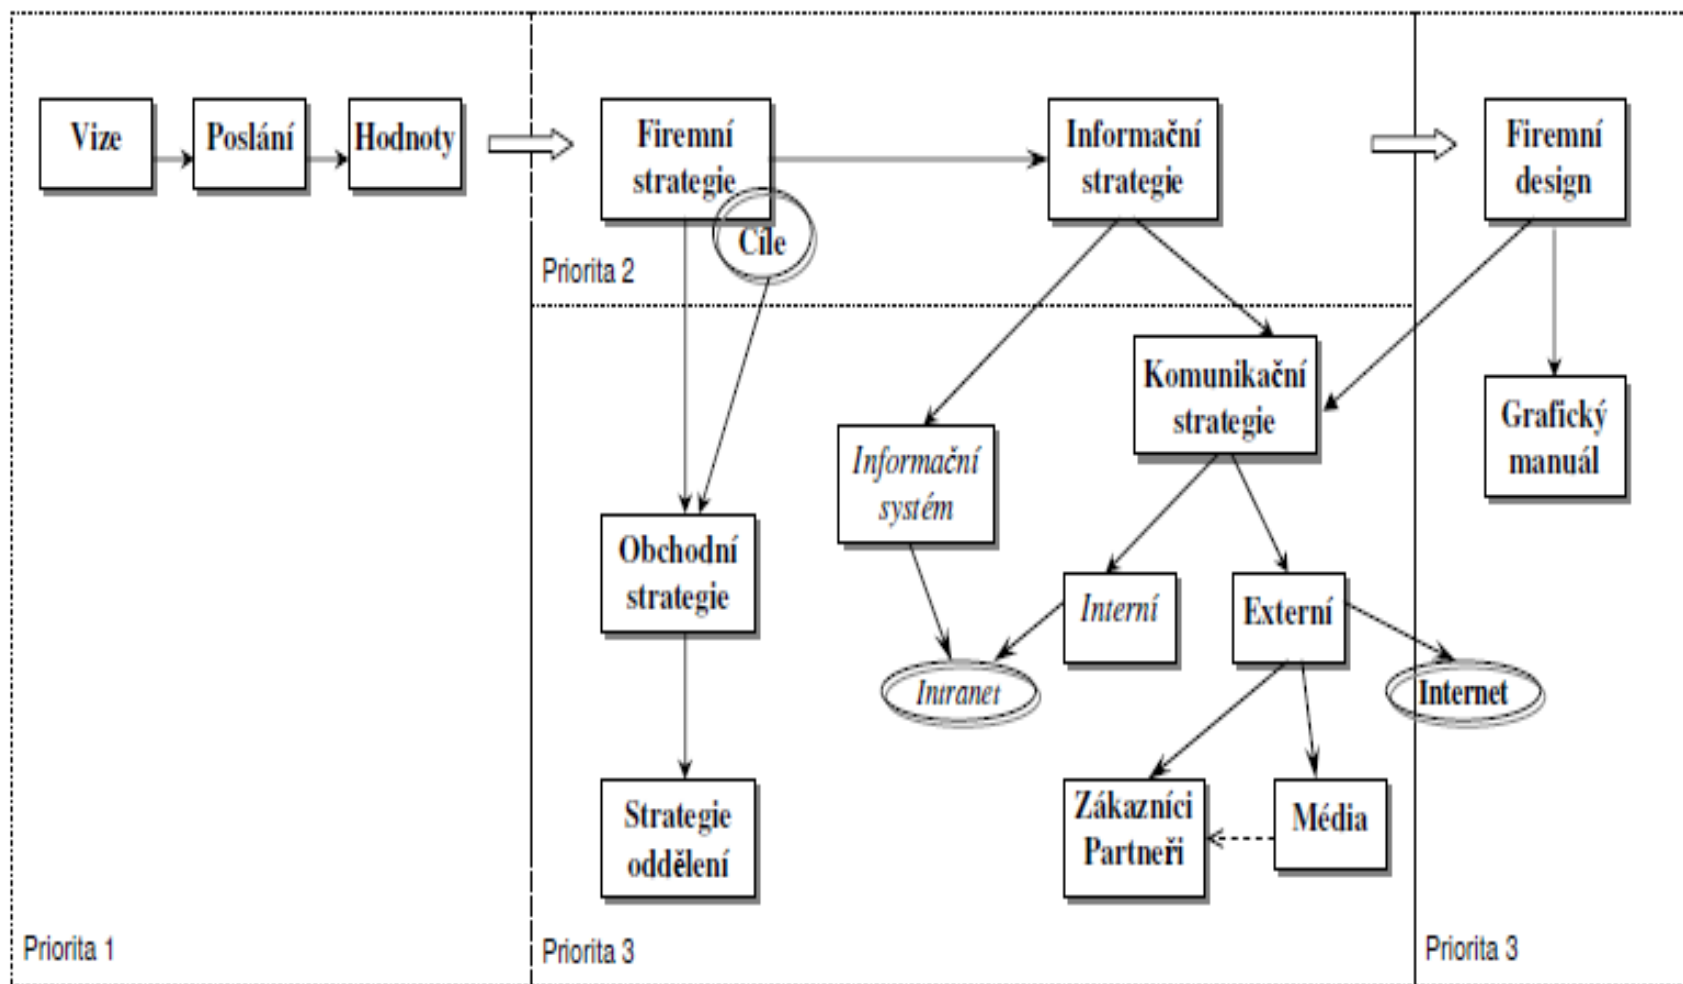 Vize
Poslání
Hodnoty
Firemní
strategie
Cíle
Informační
strategie
Firemní
design
Priorita 2
Komunikační
strategie
Grafický
manuál
Informační
systém
Obchodní
strategie
Interní
Externí
Intranet
Internet
Strategie
oddělení
Zákazníci
Partneři
Média
Priorita 1
Priorita 3
Priorita 3